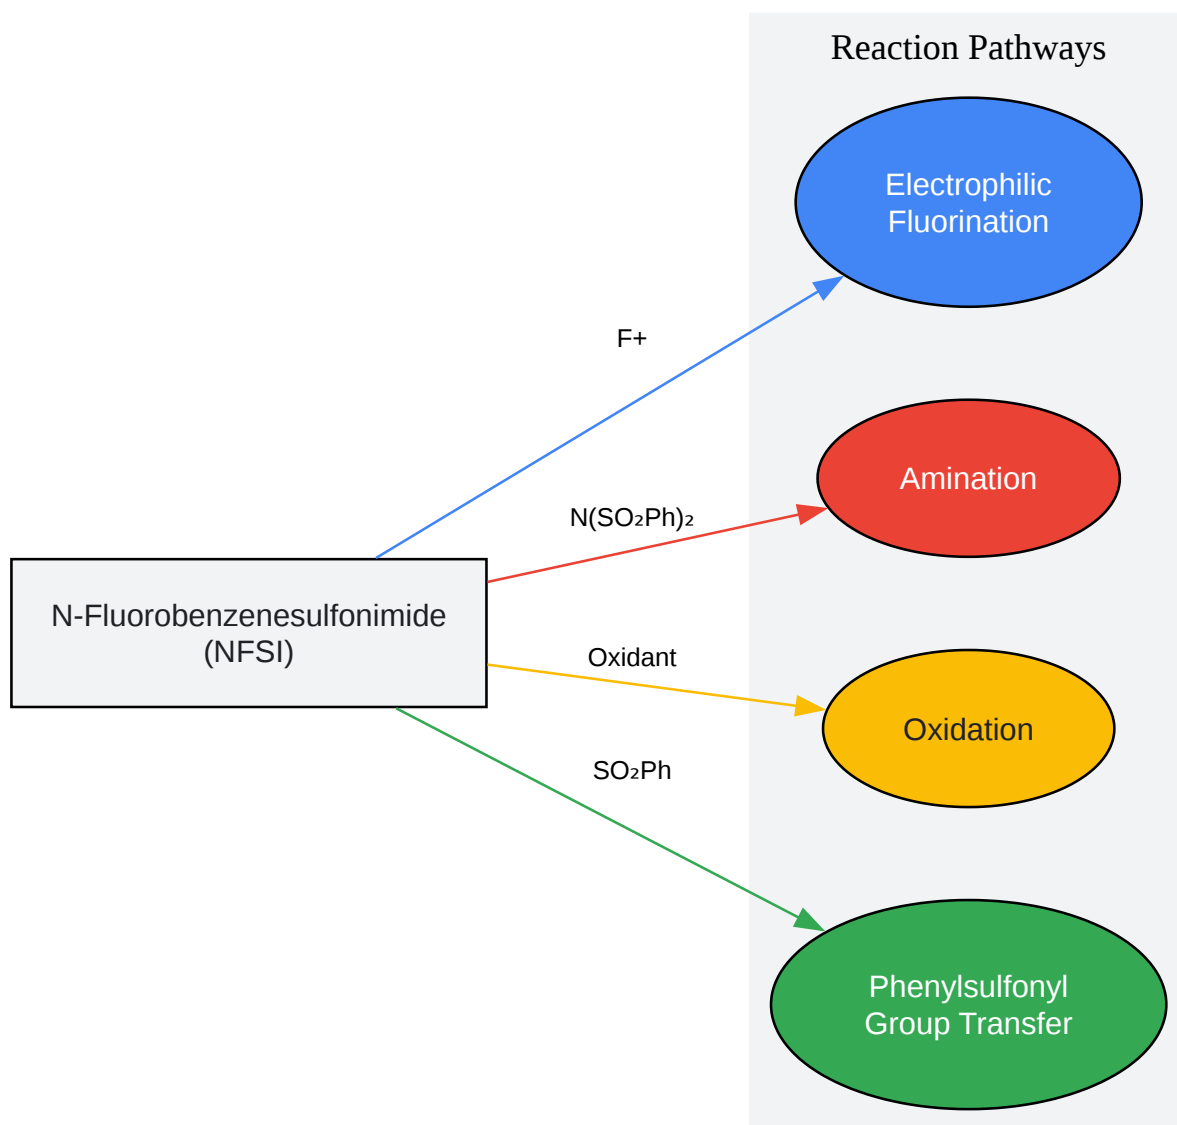 Reaction Pathways
Electrophilic
Fluorination
F+
Amination
N(SO₂Ph)₂
N-Fluorobenzenesulfonimide
(NFSI)
Oxidant
Oxidation
SO₂Ph
Phenylsulfonyl
Group Transfer